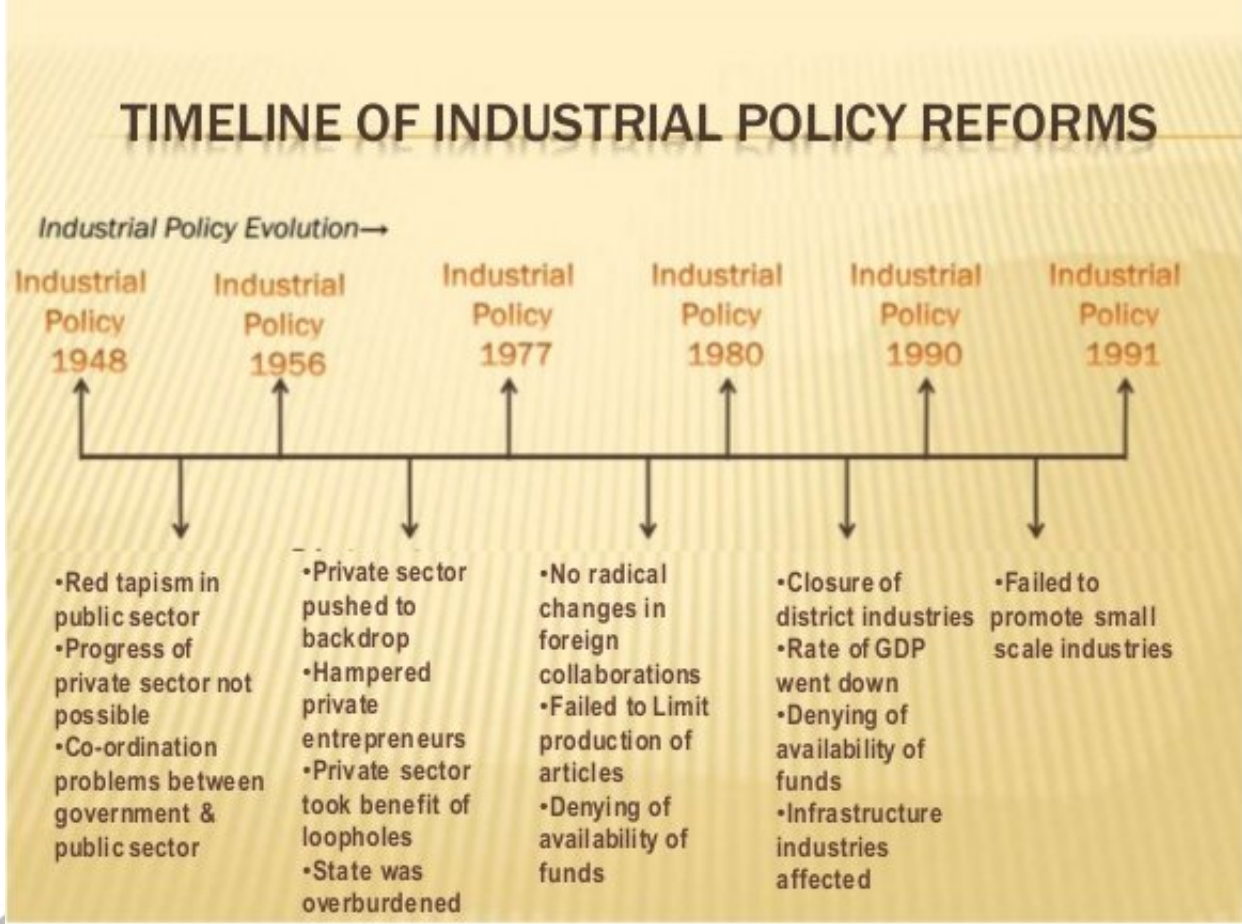 TIMELINE OF INDUSTRIAL POLICY REFORMS
Industrial Policy Evolution→
Industrial
Policy
1948
Industrial
Policy
1956
Industrial
Policy
1977
Industrial
Policy
1980
Industrial
Policy
1990
Industrial
Policy
1991
•Red tapism in
public sector
•Progress of
private sector not
possible
•Co-ordination
problems between
government &
public sector
•Private sector
pushed to
backdrop
•Hampered
private
entrepreneurs
•Private sector
took benefit of
loopholes
•State was
overburdened
•No radical
changes in
foreign
collaborations
•Failed to Limit
production of
articles
•Denying of
availability of
funds
•Closure of
district industries
•Rate of GDP
went down
•Denying of
availability of
funds
•Infrastructure
industries
affected
•Failed to
promote small
scale industries